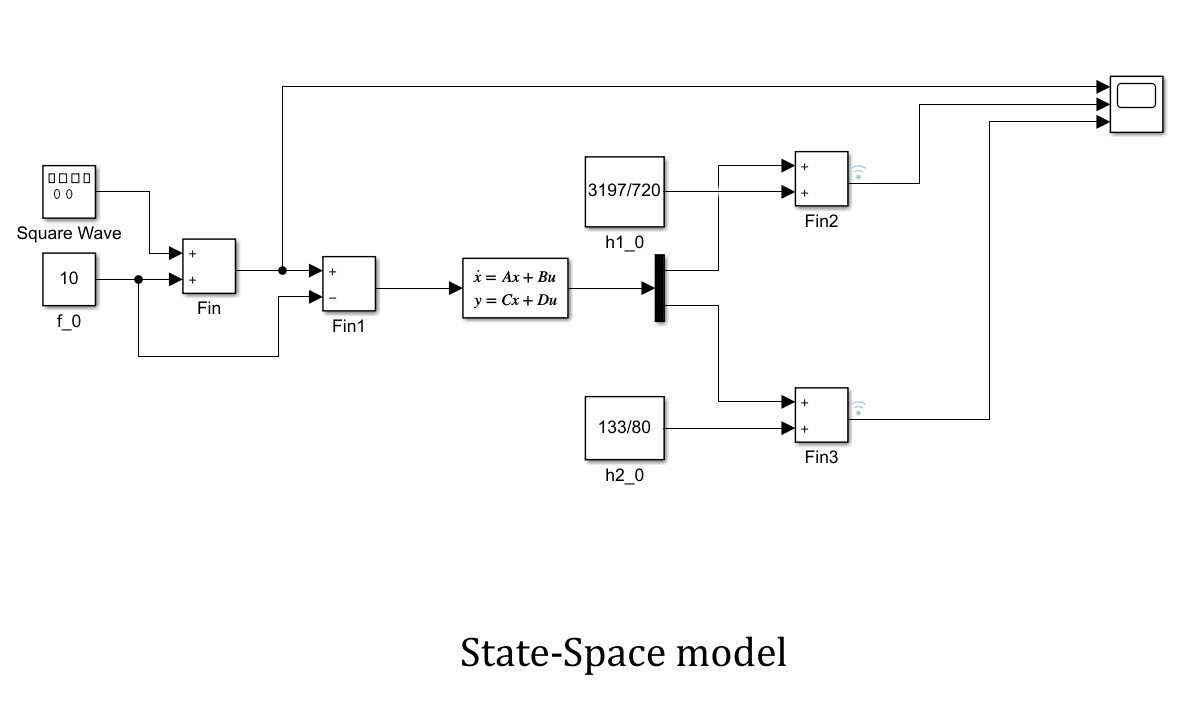 Square Wave
10
f_0
+
+
Fin
+
−
Fin1
ẋ = Ax + Bu
y = Cx + Du
3197/720
h1_0
+
+
Fin2
133/80
h2_0
+
+
Fin3
State-Space model